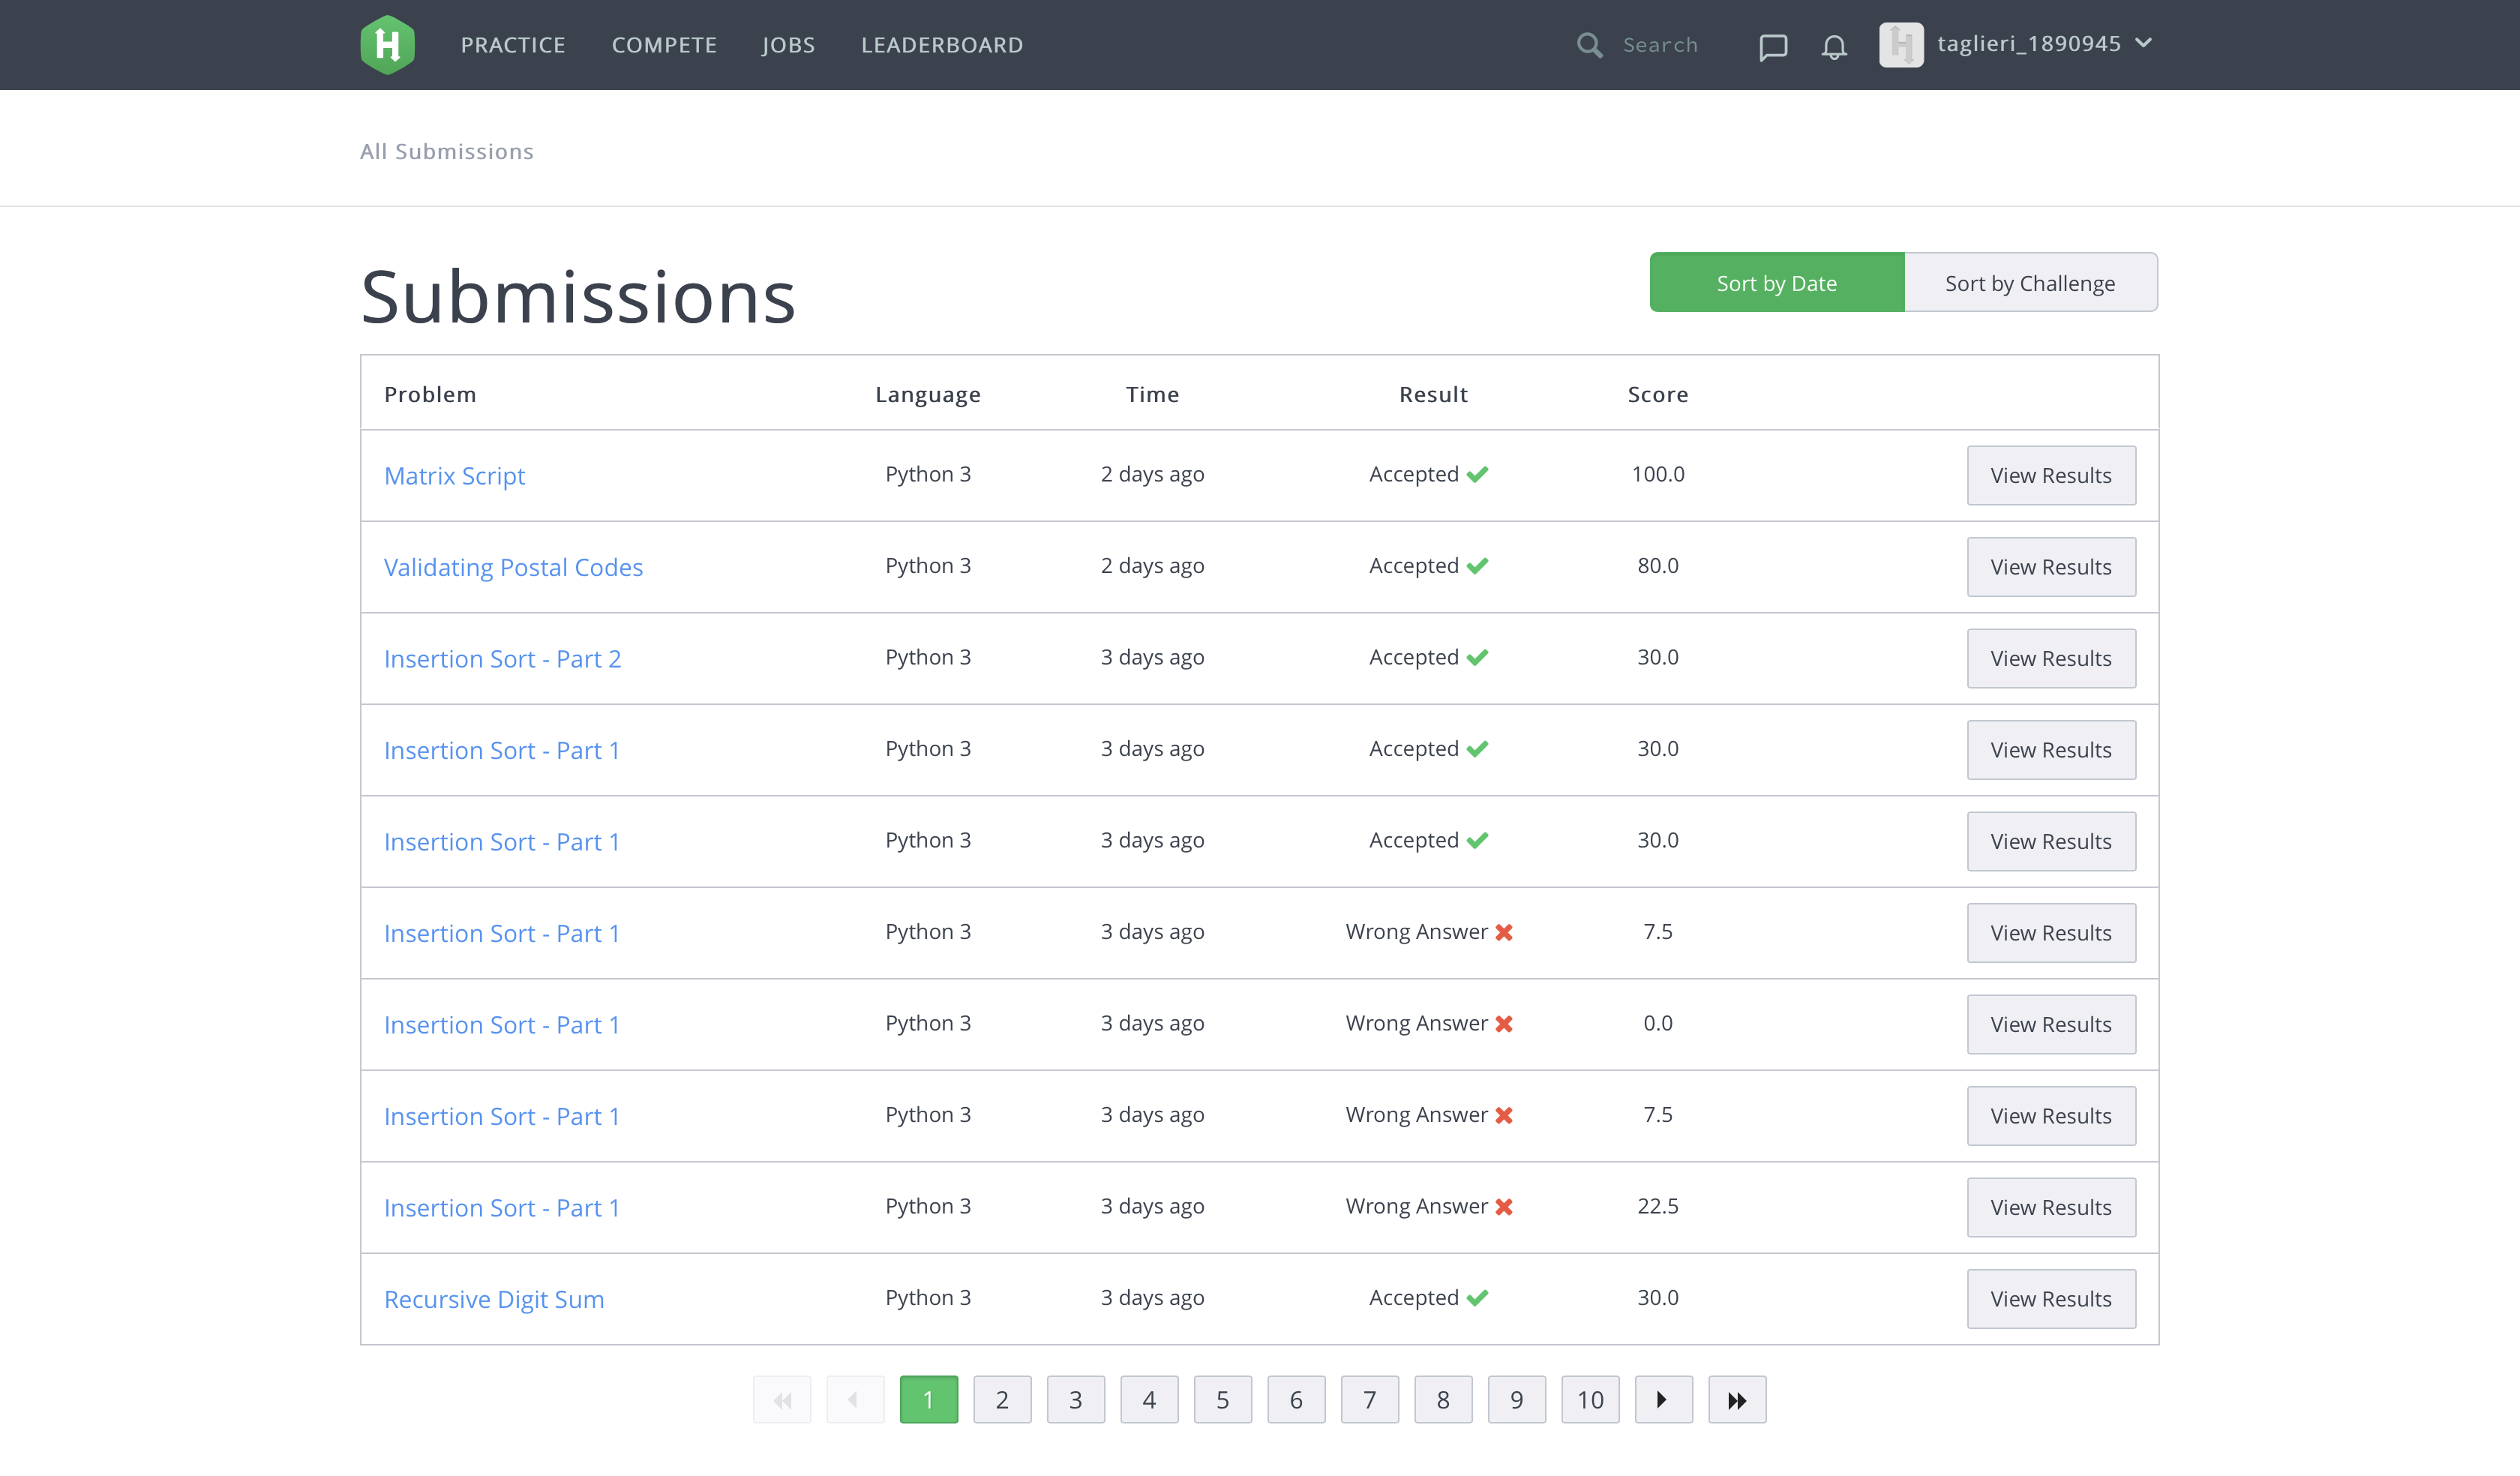 PRACTICE COMPETE JOBS LEADERBOARD Search taglieri_1890945
All Submissions
Submissions Sort by Date Sort by Challenge
Problem Language Time Result Score
Matrix Script Python 3 2 days ago Accepted 100.0 View Results
Validating Postal Codes Python 3 2 days ago Accepted 80.0 View Results
Insertion Sort - Part 2 Python 3 3 days ago Accepted 30.0 View Results
Insertion Sort - Part 1 Python 3 3 days ago Accepted 30.0 View Results
Insertion Sort - Part 1 Python 3 3 days ago Accepted 30.0 View Results
Insertion Sort - Part 1 Python 3 3 days ago Wrong Answer 7.5 View Results
Insertion Sort - Part 1 Python 3 3 days ago Wrong Answer 0.0 View Results
Insertion Sort - Part 1 Python 3 3 days ago Wrong Answer 7.5 View Results
Insertion Sort - Part 1 Python 3 3 days ago Wrong Answer 22.5 View Results
Recursive Digit Sum Python 3 3 days ago Accepted 30.0 View Results
1 2 3 4 5 6 7 8 9 10